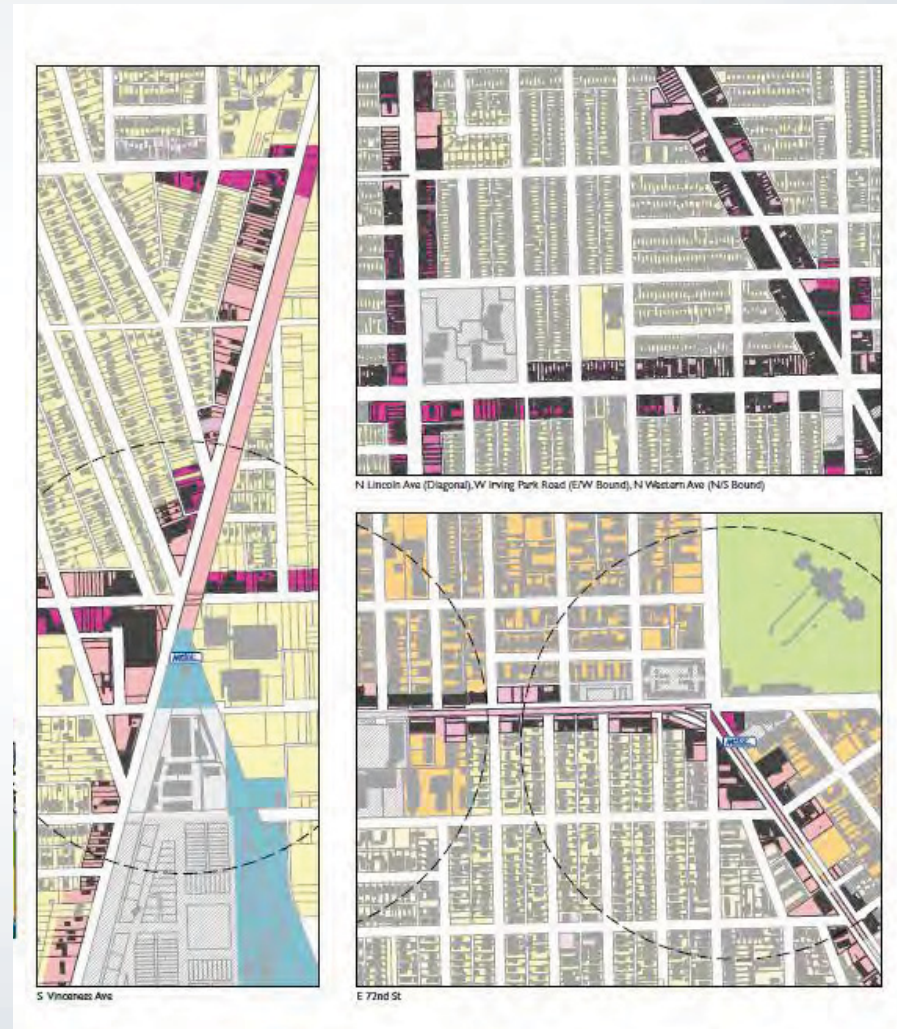 N Lincoln Ave (Diagonal), W Irving Park Road (E/W Bound), N Western Ave (N/S Bound)
S Vincennes Ave
E 72nd St